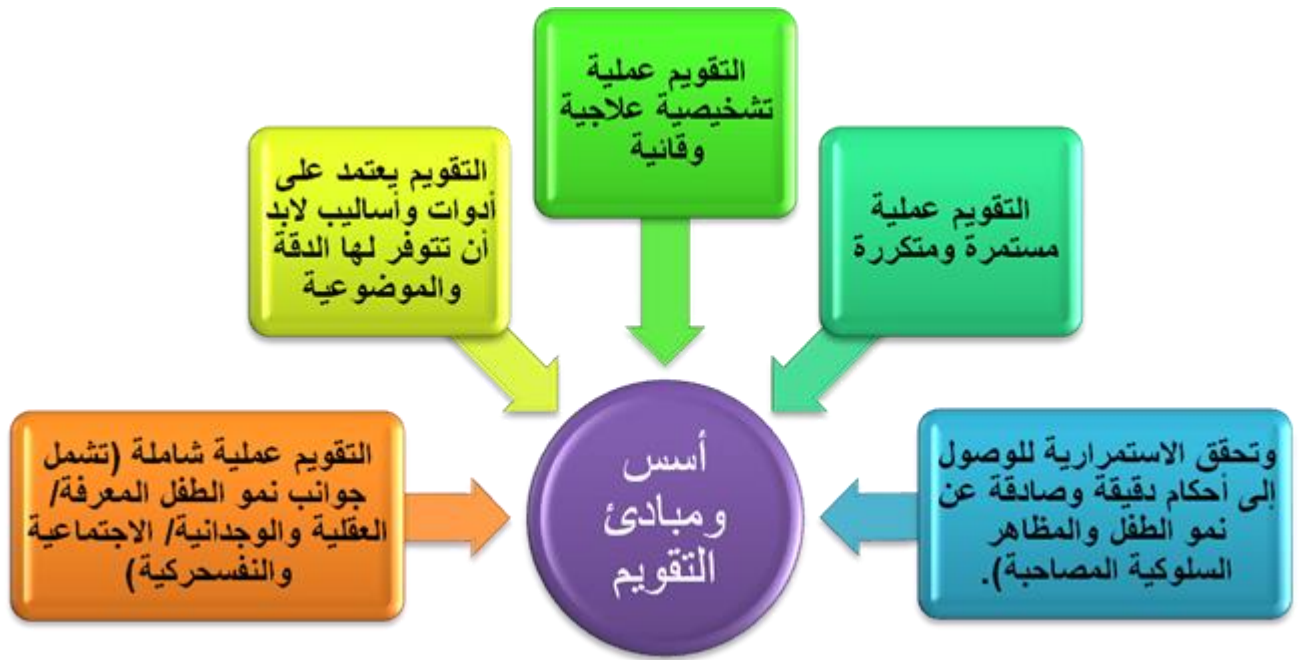 التقويم عملية
تشخيصية علاجية
وقائية
التقويم عملية
مستمرة ومتكررة
التقويم يعتمد على
أدوات وأساليب لابد
أن تتوفر لها الدقة
والموضوعية
وتحقق الاستمرارية للوصول
إلى أحكام دقيقة وصادقة عن
نمو الطفل والمظاهر
السلوكية المصاحبة).
أسس
ومبادئ
التقويم
التقويم عملية شاملة (تشمل
جوانب نمو الطفل المعرفة/
العقلية والوجدانية/ الاجتماعية
والنفسحركية)